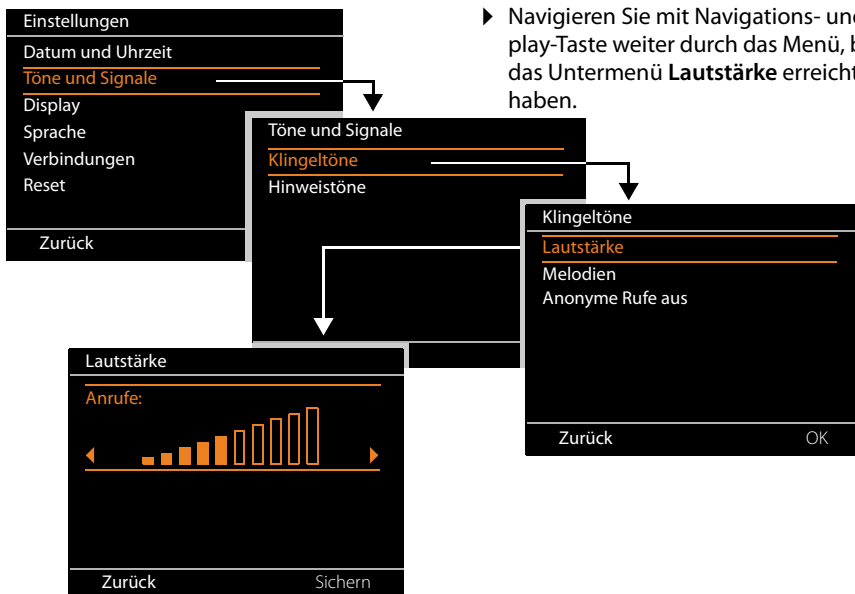 Einstellungen
Datum und Uhrzeit
Töne und Signale
Display
Sprache
Verbindungen
Reset
Zurück
Navigieren Sie mit Navigations- und
play-Taste weiter durch das Menü, b
das Untermenü Lautstärke erreicht
haben.
Töne und Signale
Klingeltöne
Hinweistöne
Klingeltöne
Lautstärke
Melodien
Anonyme Rufe aus
Zurück OK
Lautstärke
Anrufe:
Zurück Sichern